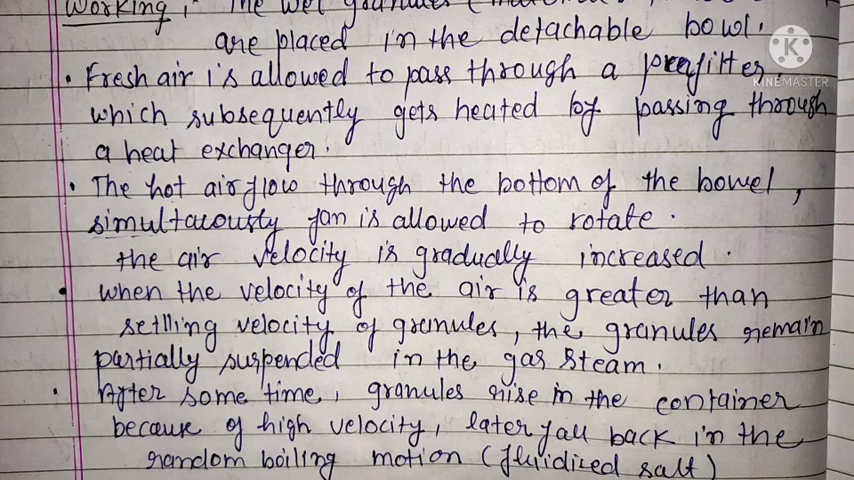 Working: The wet granules (
are placed in the detachable bowl.
• Fresh air is allowed to pass through a prefilter,
which subsequently gets heated by passing through
a heat exchanger.
• The hot air flow through the bottom of the bowel,
simultaously fan is allowed to rotate.
the air velocity is gradually increased.
• when the velocity of the air is greater than
setlling velocity of granules, the granules remain
partially suspended in the gas steam.
• After some time, granules rise in the container
because of high velocity, later fall back in the
random boiling motion (fluidized salt)
K
KINEMASTER